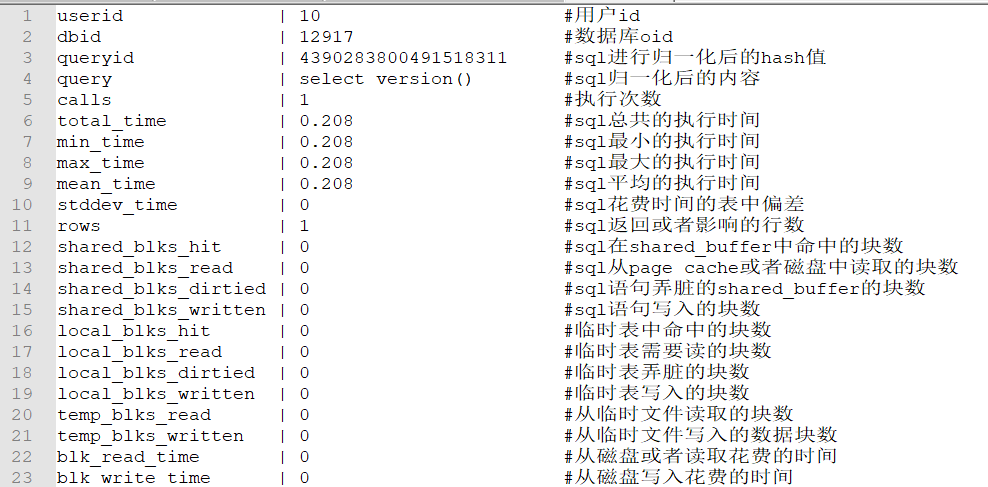 1 userid | 10 #用户id
2 dbid | 12917 #数据库oid
3 queryid | 4390283800491518311 #sql进行归一化后的hash值
4 query | select version() #sql归一化后的内容
5 calls | 1 #执行次数
6 total_time | 0.208 #sql总共的执行时间
7 min_time | 0.208 #sql最小的执行时间
8 max_time | 0.208 #sql最大的执行时间
9 mean_time | 0.208 #sql平均的执行时间
10 stddev_time | 0 #sql花费时间的表中偏差
11 rows | 1 #sql返回或者影响的行数
12 shared_blks_hit | 0 #sql在shared_buffer中命中的块数
13 shared_blks_read | 0 #sql从page cache或者磁盘中读取的块数
14 shared_blks_dirtied | 0 #sql语句弄脏的shared_buffer的块数
15 shared_blks_written | 0 #sql语句写入的块数
16 local_blks_hit | 0 #临时表中命中的块数
17 local_blks_read | 0 #临时表需要读的块数
18 local_blks_dirtied | 0 #临时表弄脏的块数
19 local_blks_written | 0 #临时表写入的块数
20 temp_blks_read | 0 #从临时文件读取的块数
21 temp_blks_written | 0 #从临时文件写入的数据块数
22 blk_read_time | 0 #从磁盘或者读取花费的时间
23 blk_write_time | 0 #从磁盘写入花费的时间